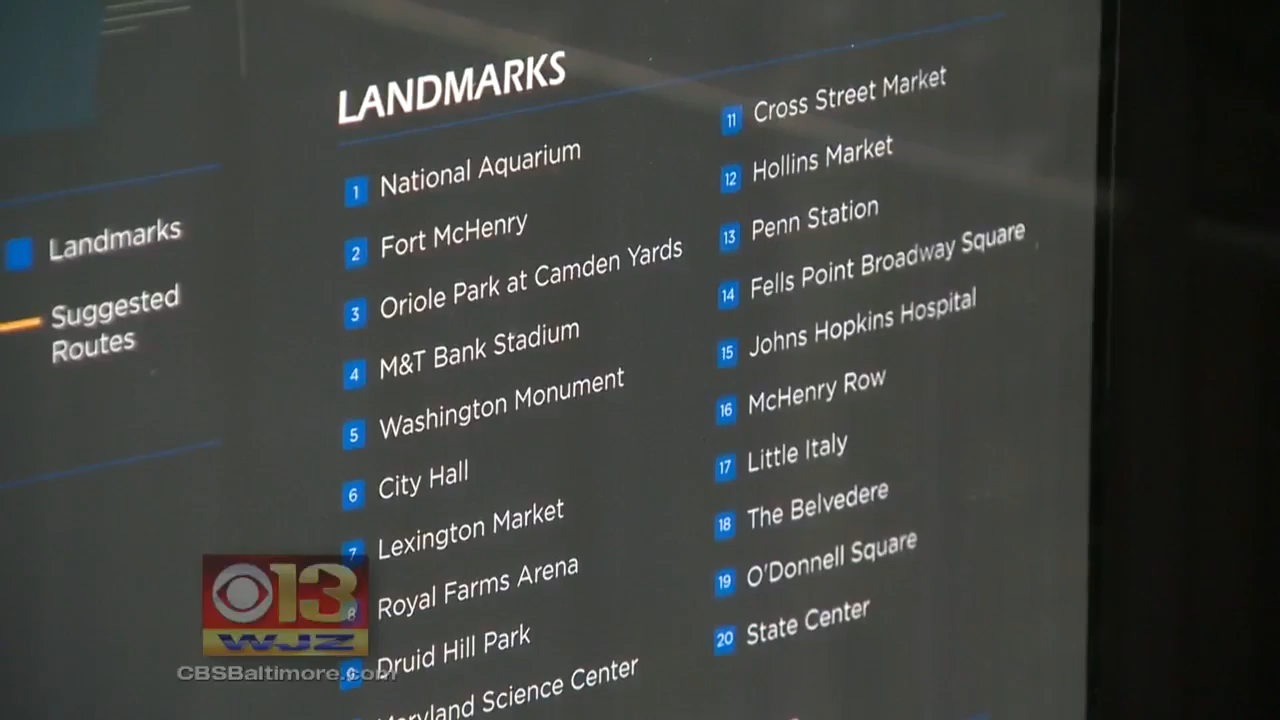 LANDMARKS
Landmarks
Suggested
Routes
1 National Aquarium
2 Fort McHenry
3 Oriole Park at Camden Yards
4 M&T Bank Stadium
5 Washington Monument
6 City Hall
7 Lexington Market
8 Royal Farms Arena
9 Druid Hill Park
Maryland Science Center
11 Cross Street Market
12 Hollins Market
13 Penn Station
14 Fells Point Broadway Square
15 Johns Hopkins Hospital
16 McHenry Row
17 Little Italy
18 The Belvedere
19 O'Donnell Square
20 State Center
13
WJZ
CBSBaltimore.com